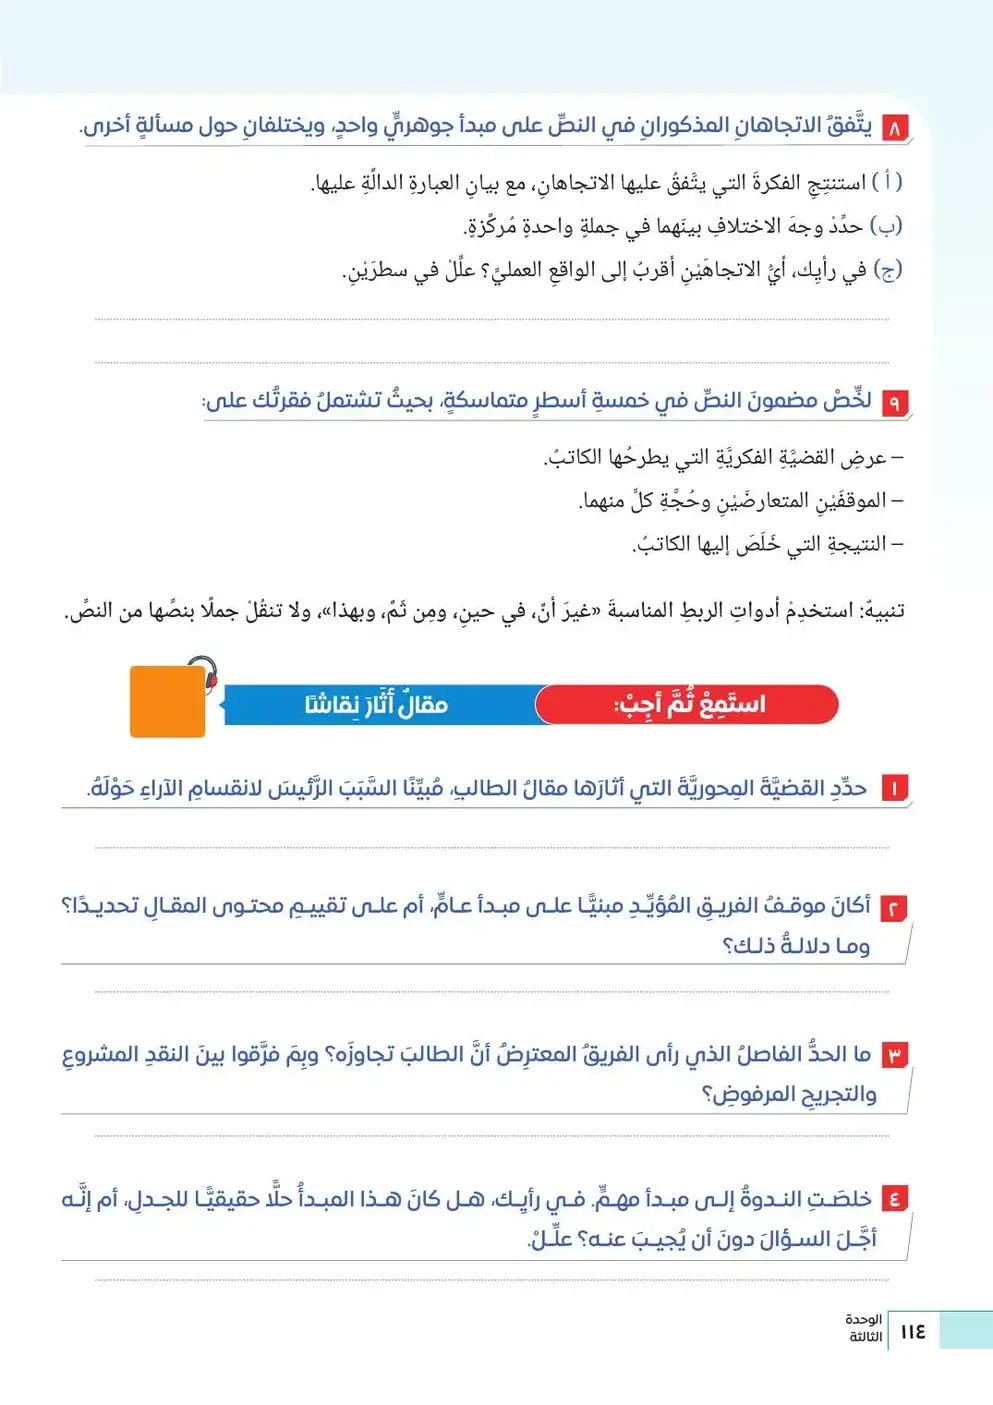 ٨ يتَّفقُ الاتجاهانِ المذكورانِ في النصِّ على مبدأ جوهريٍّ واحدٍ، ويختلفانِ حول مسألةٍ أخرى.
(أ) استنتِجِ الفكرةَ التي يتَّفقُ عليها الاتجاهانِ، مع بيانِ العبارةِ الدالَّةِ عليها.
(ب) حدِّدْ وجهَ الاختلافِ بينَهما في جملةٍ واحدةٍ مُركَّزةٍ.
(ج) في رأيِك، أيُّ الاتجاهَيْنِ أقربُ إلى الواقعِ العمليِّ؟ علِّلْ في سطرَيْنِ.
٩ لخِّصْ مضمونَ النصِّ في خمسةِ أسطرٍ متماسكةٍ، بحيثُ تشتملُ فقرتُك على:
– عرضِ القضيَّةِ الفكريَّةِ التي يطرحُها الكاتبُ.
– الموقفَيْنِ المتعارضَيْنِ وحُجَّةِ كلٍّ منهما.
– النتيجةِ التي خَلَصَ إليها الكاتبُ.
تنبيهٌ: استخدِمْ أدواتِ الربطِ المناسبةَ «غيرَ أنَّ، في حينِ، ومِن ثَمَّ، وبهذا»، ولا تنقُلْ جملًا بنصِّها من النصِّ.
استَمِعْ ثُمَّ أجِبْ: مقالٌ أثَارَ نِقاشًا
١ حدِّدِ القضيَّةَ المِحوريَّةَ التي أثارَها مقالُ الطالبِ، مُبيِّنًا السَّبَبَ الرَّئيسَ لانقسامِ الآراءِ حَوْلَهُ.
٢ أكانَ موقفُ الفريقِ المُؤيِّدِ مبنيًّا على مبدأ عامٍّ، أم على تقييمِ محتوى المقالِ تحديدًا؟
وما دلالةُ ذلك؟
٣ ما الحدُّ الفاصلُ الذي رأى الفريقُ المعترِضُ أنَّ الطالبَ تجاوزَه؟ وبِمَ فرَّقوا بينَ النقدِ المشروعِ
والتجريحِ المرفوضِ؟
٤ خلصَتِ الندوةُ إلى مبدأ مهمٍّ. في رأيِك، هل كانَ هذا المبدأُ حلًّا حقيقيًّا للجدلِ، أم إنَّه
أجَّلَ السؤالَ دونَ أن يُجيبَ عنه؟ علِّلْ.
١١٤ الوحدة
الثالثة